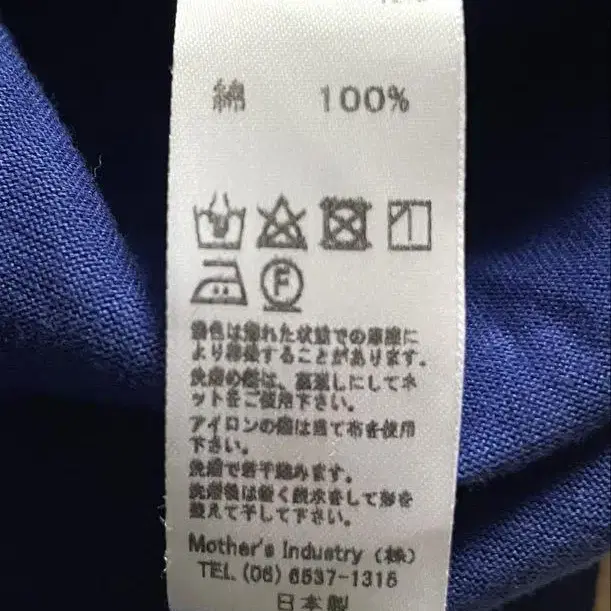 綿 100%
F
濃色は濡れた状態での摩擦に
より移染することがあります。
洗濯の際は、裏返しにしてネ
ットをご使用下さい。
アイロンの際は当て布を使用
下さい。
洗濯で若干縮みます。
洗濯後は軽く脱水をして形を
整えて干して下さい。
Mother's Industry (株)
TEL (06) 6537-1315
日本製